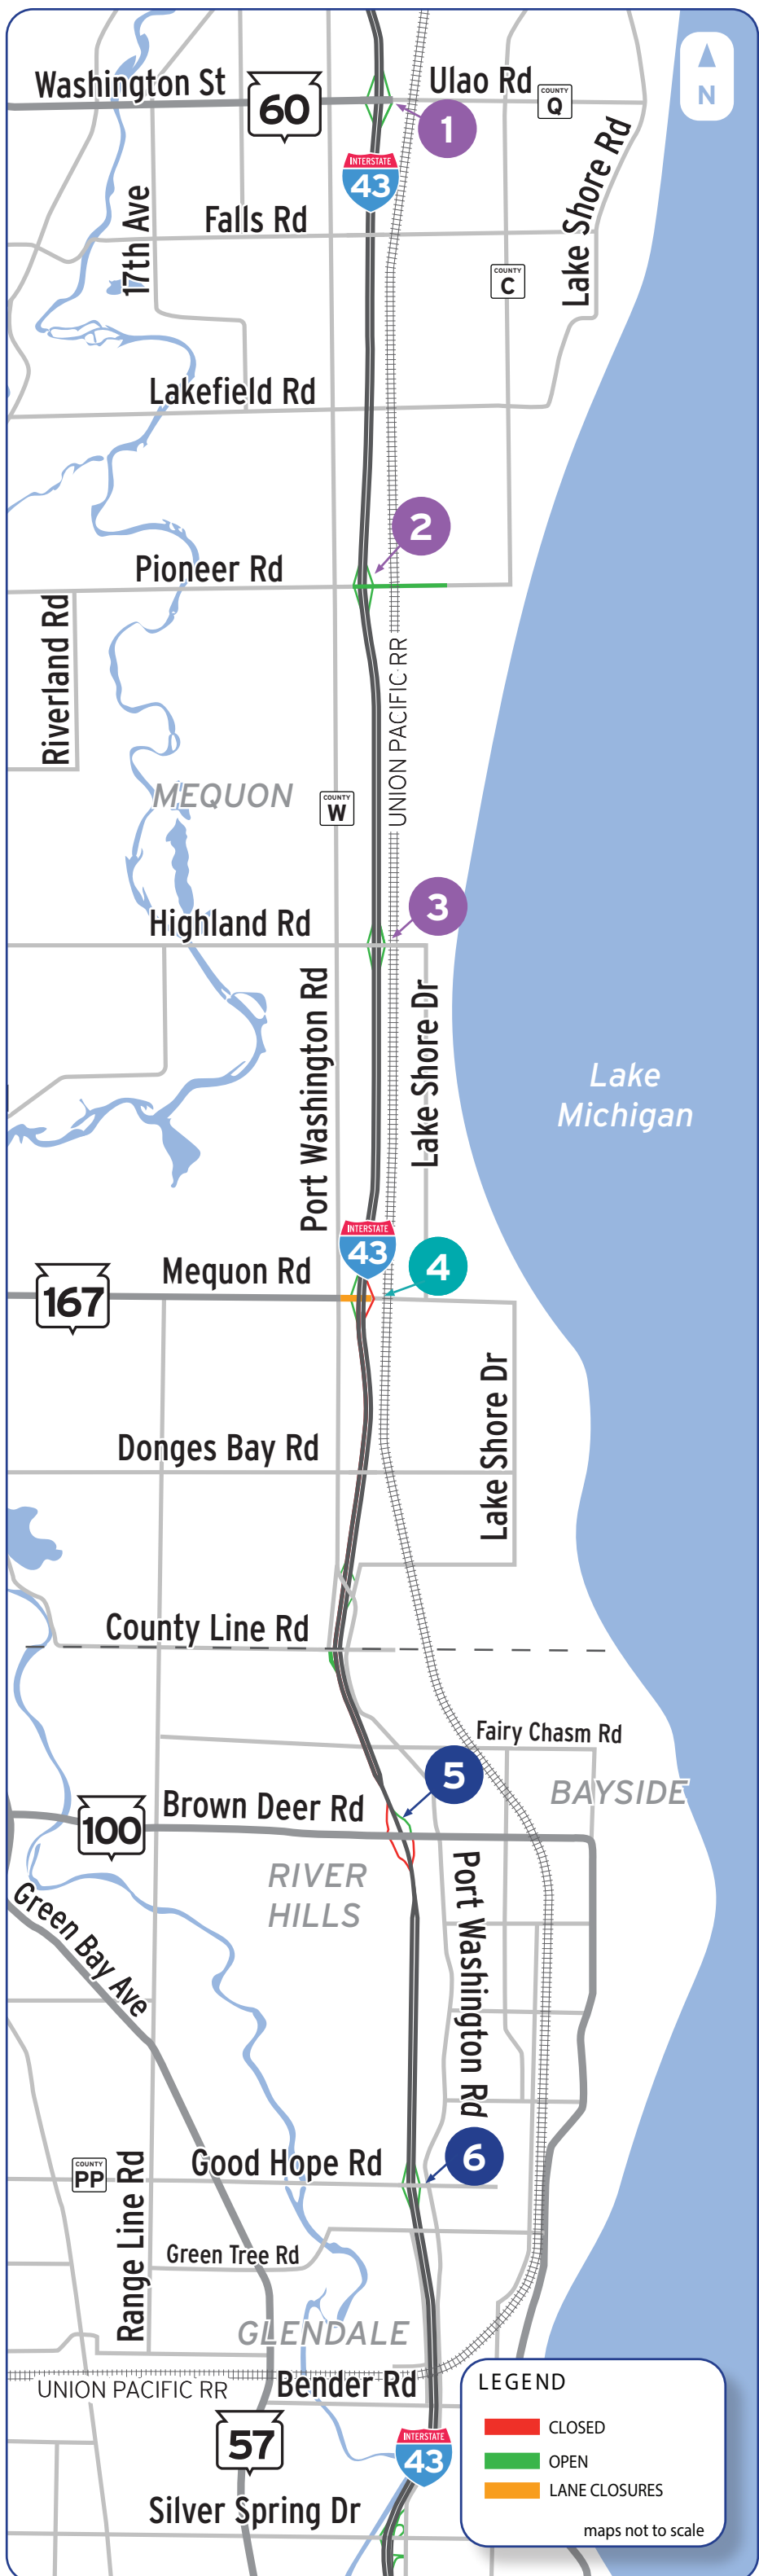 Washington St
60
Ulao Rd
COUNTY
Q
N
1
INTERSTATE
43
17th Ave
Falls Rd
Lake Shore Rd
COUNTY
C
Lakefield Rd
2
Pioneer Rd
Riverland Rd
UNION PACIFIC RR
MEQUON
COUNTY
W
3
Highland Rd
Port Washington Rd
Lake Shore Dr
Lake
Michigan
INTERSTATE
43
4
Mequon Rd
167
Lake Shore Dr
Donges Bay Rd
County Line Rd
Fairy Chasm Rd
5
BAYSIDE
Brown Deer Rd
100
RIVER
HILLS
Port Washington Rd
Green Bay Ave
6
Good Hope Rd
COUNTY
PP
Range Line Rd
Green Tree Rd
GLENDALE
UNION PACIFIC RR
Bender Rd
57
INTERSTATE
43
Silver Spring Dr
LEGEND
CLOSED
OPEN
LANE CLOSURES
maps not to scale